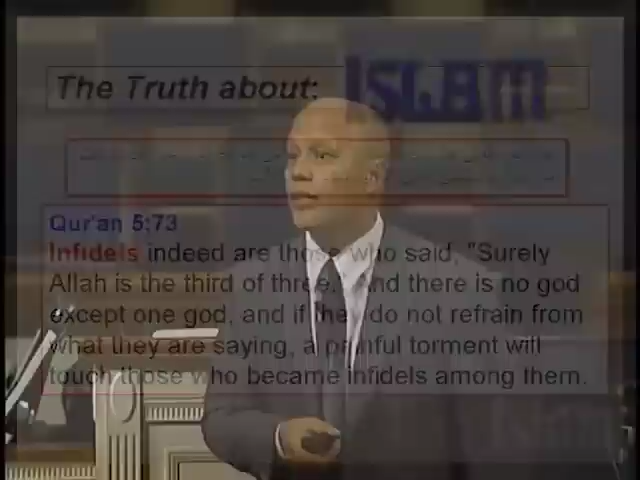 The Truth about: ISLAM
Qur'an 5:73
Infidels indeed are those who said, "Surely
Allah is the third of three. And there is no god
except one god, and if they do not refrain from
what they are saying, a painful torment will
touch those who became infidels among them.
Islam